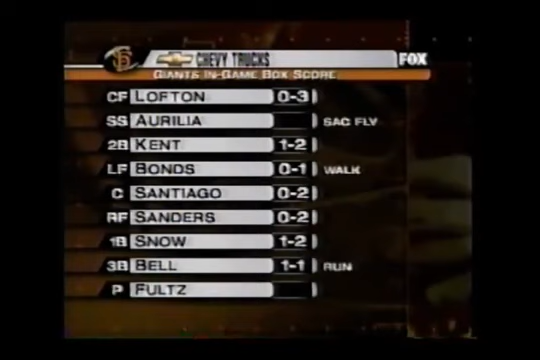 SF
CHEVY TRUCKS
FOX
GIANTS IN-GAME BOX SCORE
CF LOFTON 0-3
SS AURILIA SAC FLY
2B KENT 1-2
LF BONDS 0-1 WALK
C SANTIAGO 0-2
RF SANDERS 0-2
1B SNOW 1-2
3B BELL 1-1 RUN
P FULTZ